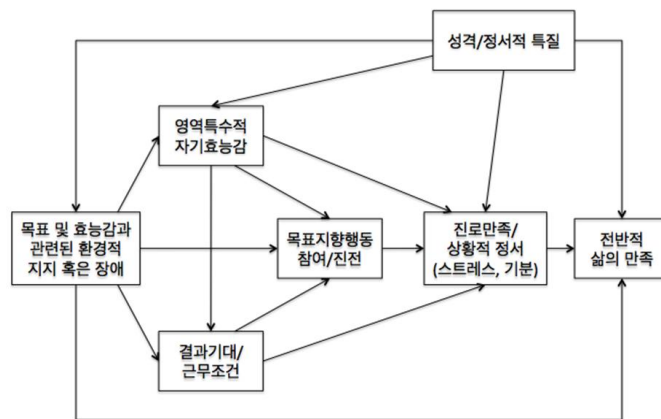 성격/정서적 특질
영역특수적
자기효능감
목표 및 효능감과
관련된 환경적
지지 혹은 장애
목표지향행동
참여/진전
진로만족/
상황적 정서
(스트레스, 기분)
전반적
삶의 만족
결과기대/
근무조건